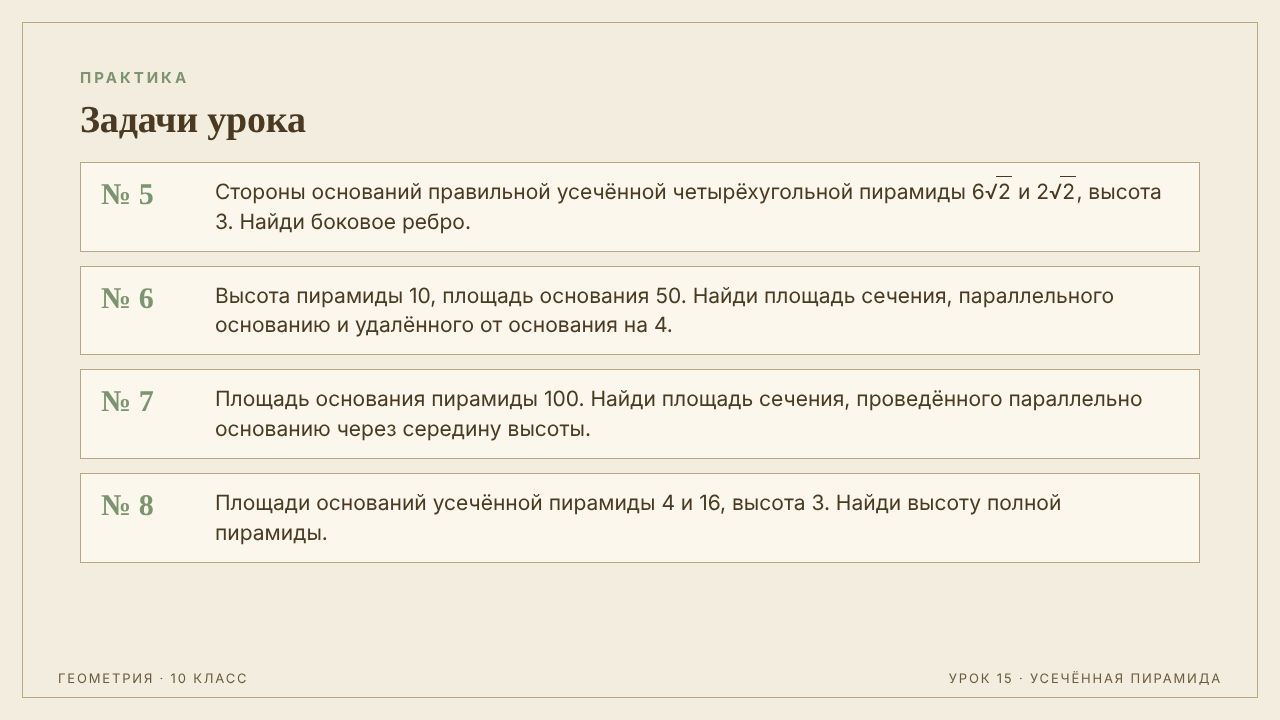 ПРАКТИКА
Задачи урока
№ 5
Стороны оснований правильной усечённой четырёхугольной пирамиды 6√2 и 2√2, высота
3. Найди боковое ребро.
№ 6
Высота пирамиды 10, площадь основания 50. Найди площадь сечения, параллельного
основанию и удалённого от основания на 4.
№ 7
Площадь основания пирамиды 100. Найди площадь сечения, проведённого параллельно
основанию через середину высоты.
№ 8
Площади оснований усечённой пирамиды 4 и 16, высота 3. Найди высоту полной
пирамиды.
ГЕОМЕТРИЯ · 10 КЛАСС
УРОК 15 · УСЕЧЁННАЯ ПИРАМИДА